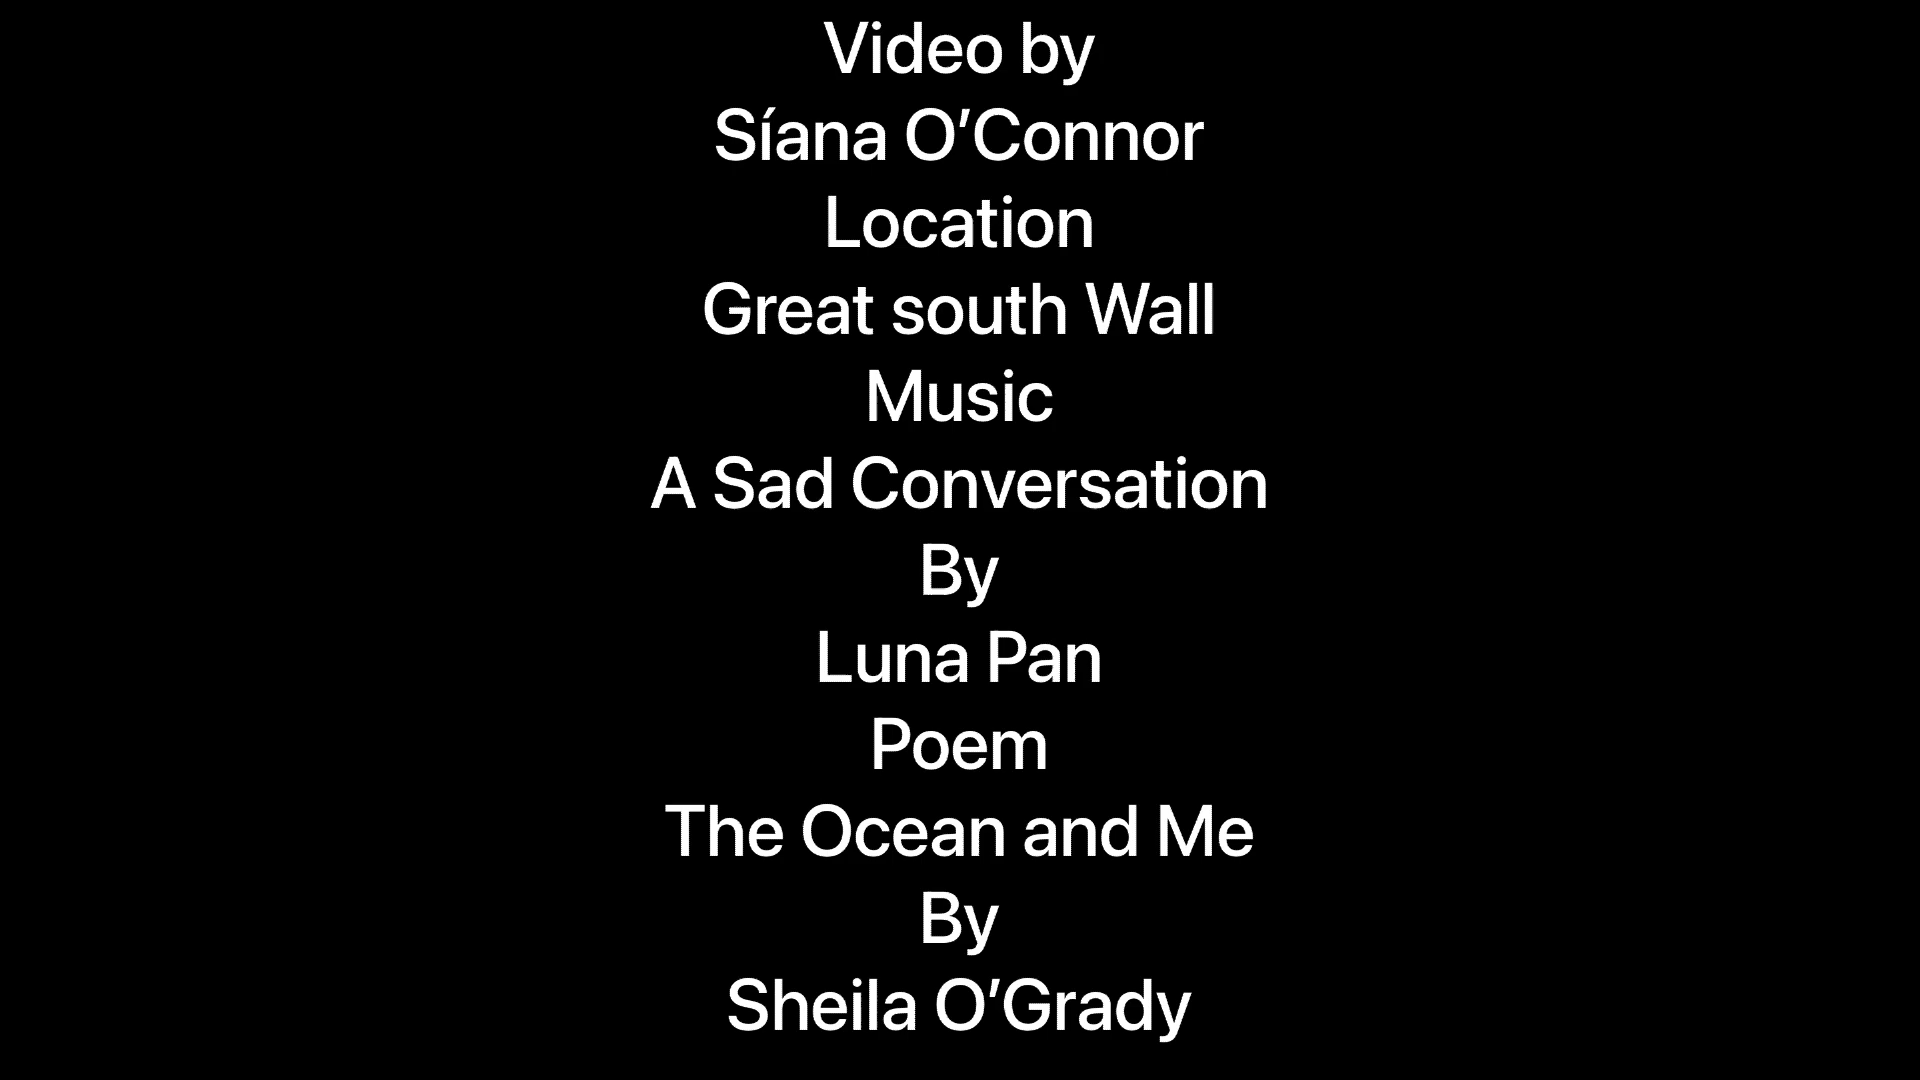 Video by
Síana O’Connor
Location
Great south Wall
Music
A Sad Conversation
By
Luna Pan
Poem
The Ocean and Me
By
Sheila O’Grady